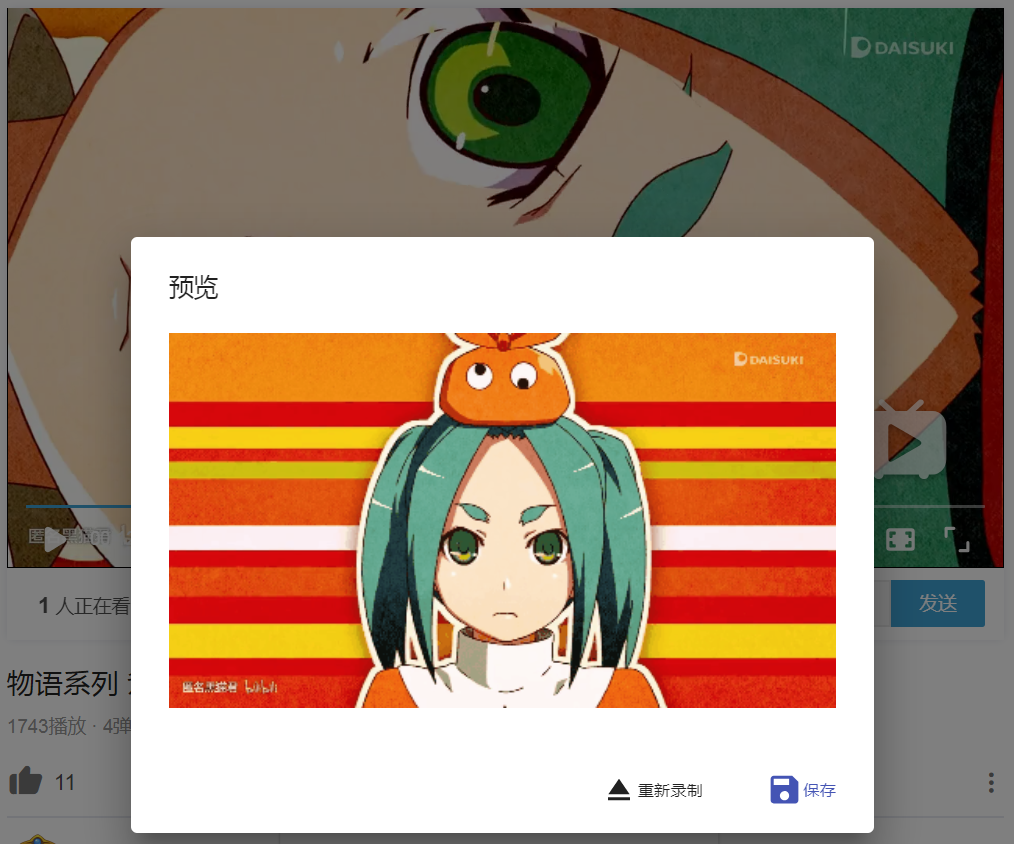 DAISUKI
预览
DAISUKI
匿名黑猫君 bilibili
1 人正在看
发送
物语系列
1743播放 · 4弹
11
重新录制
保存